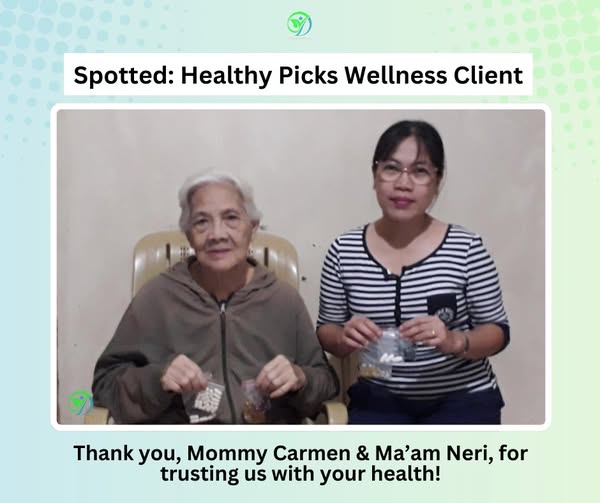 Spotted: Healthy Picks Wellness Client
Thank you, Mommy Carmen & Ma'am Neri, for
trusting us with your health!